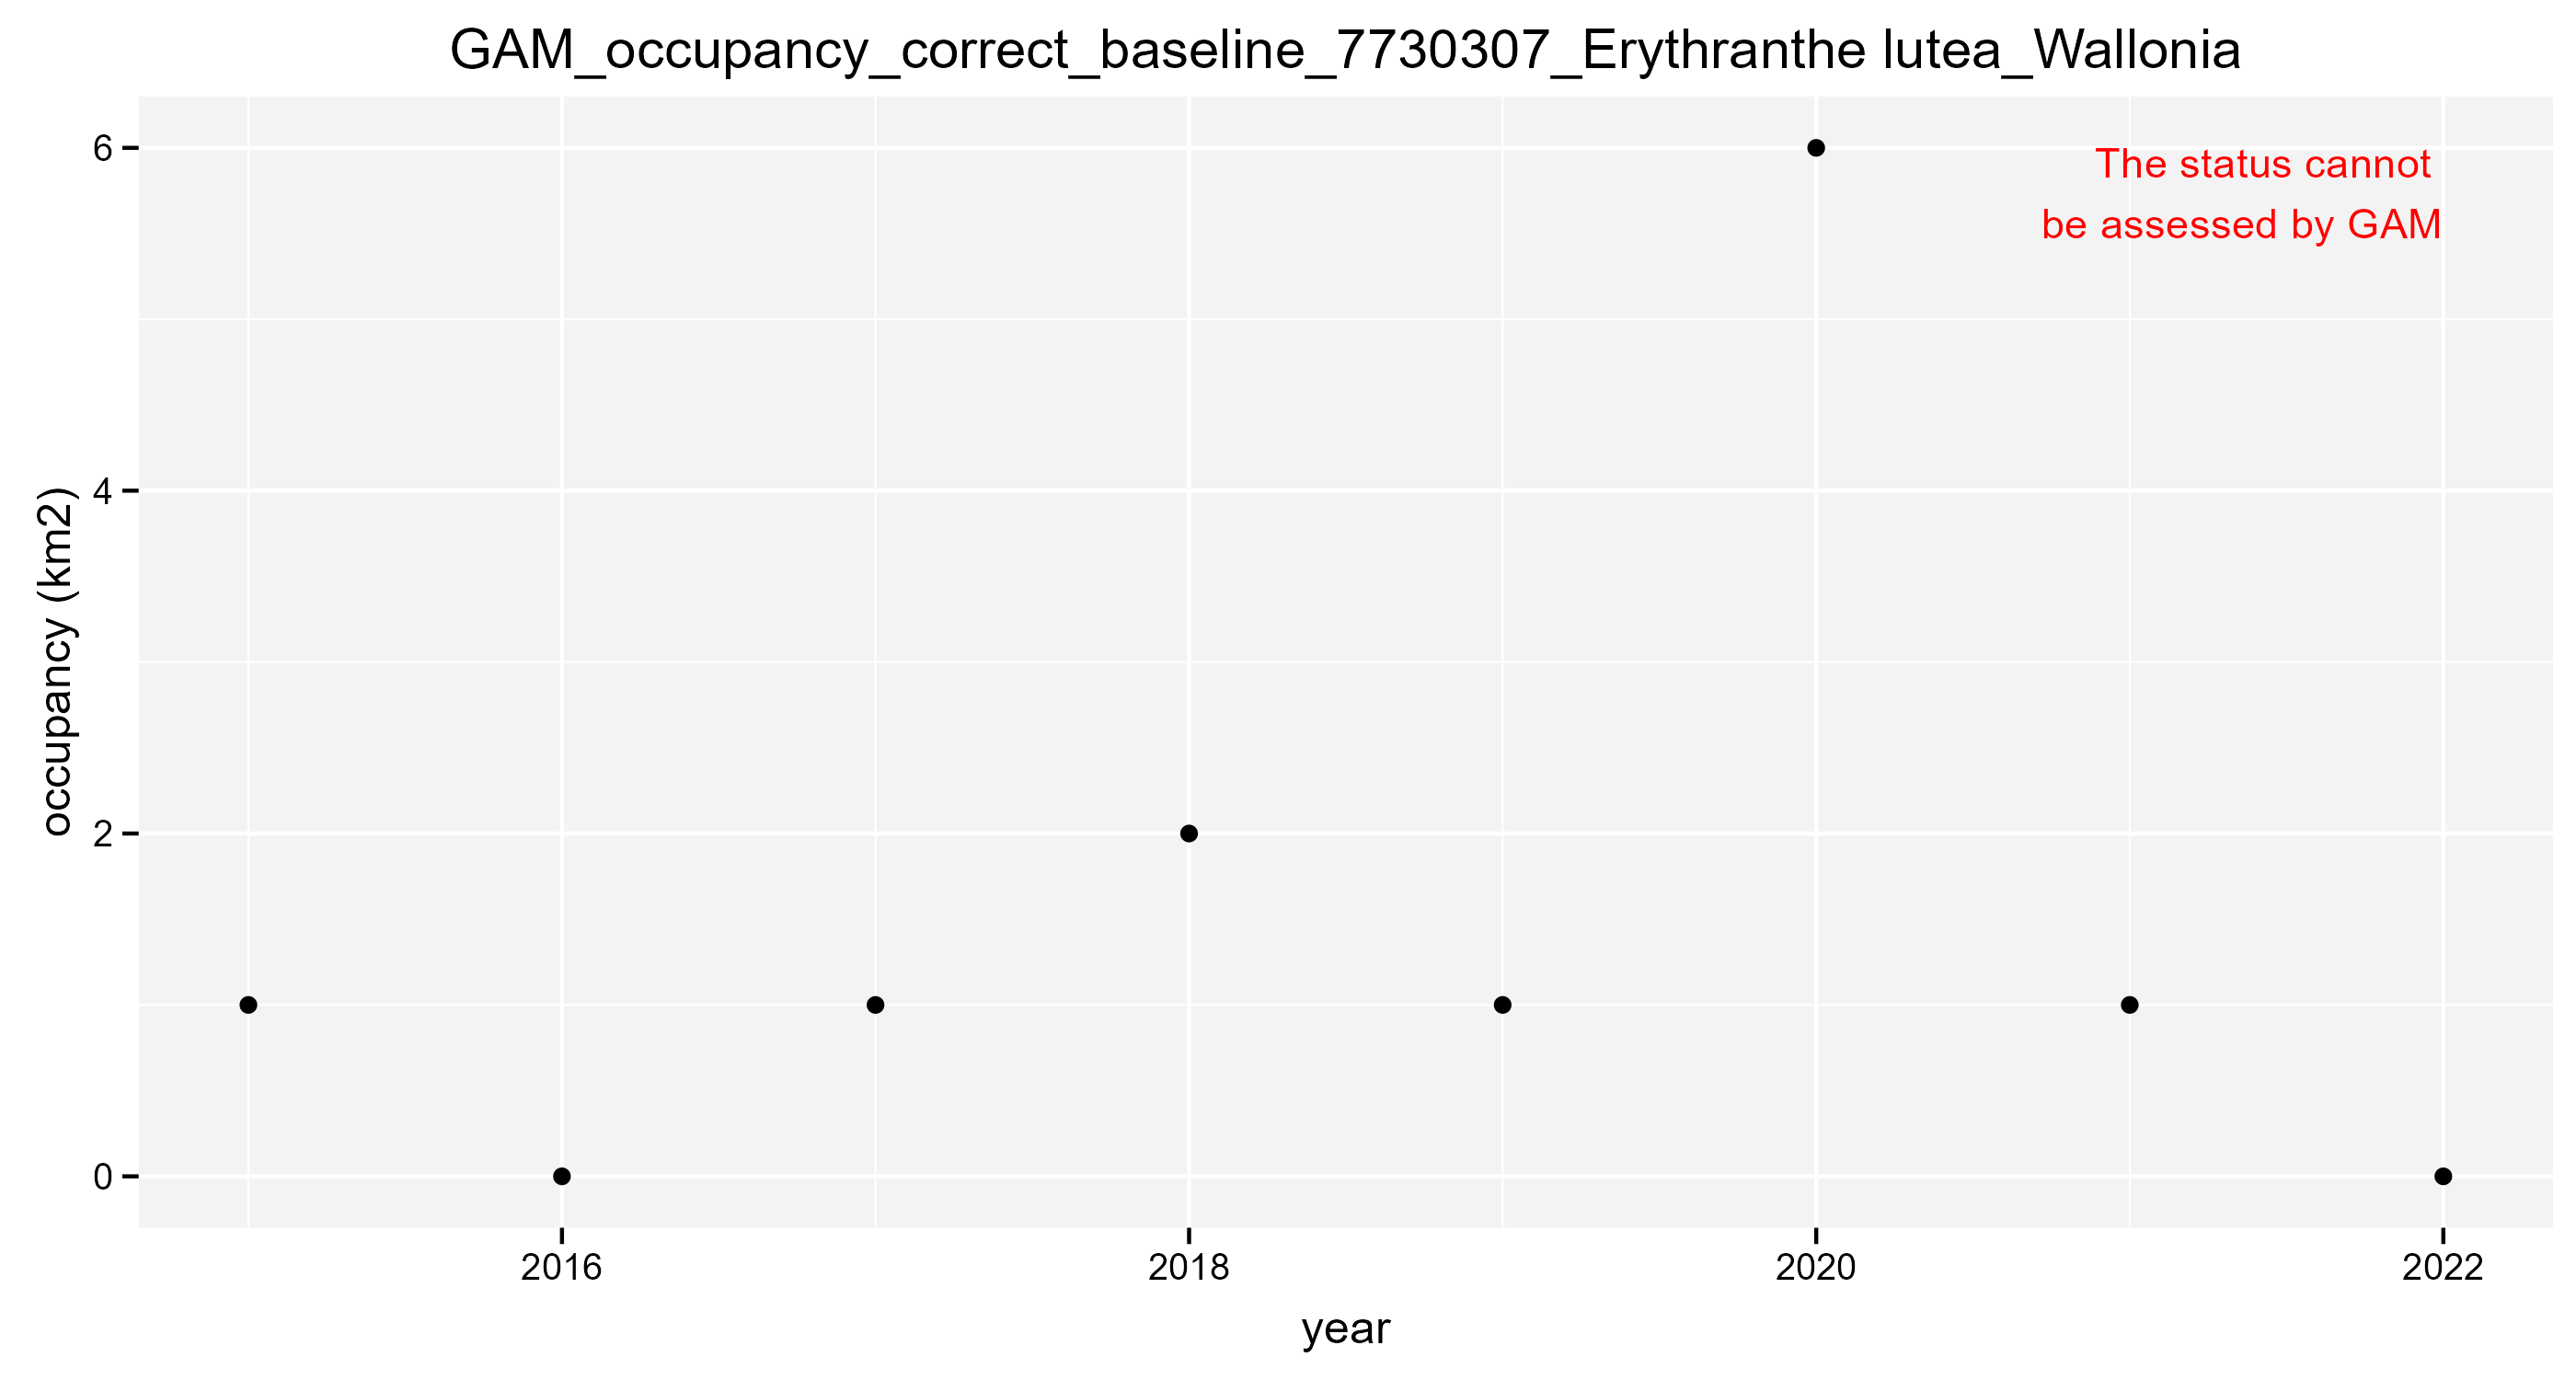 GAM_occupancy_correct_baseline_7730307_Erythranthe lutea_Wallonia
The status cannot
be assessed by GAM
occupancy (km2)
6
4
2
0
2016 2018 2020 2022
year